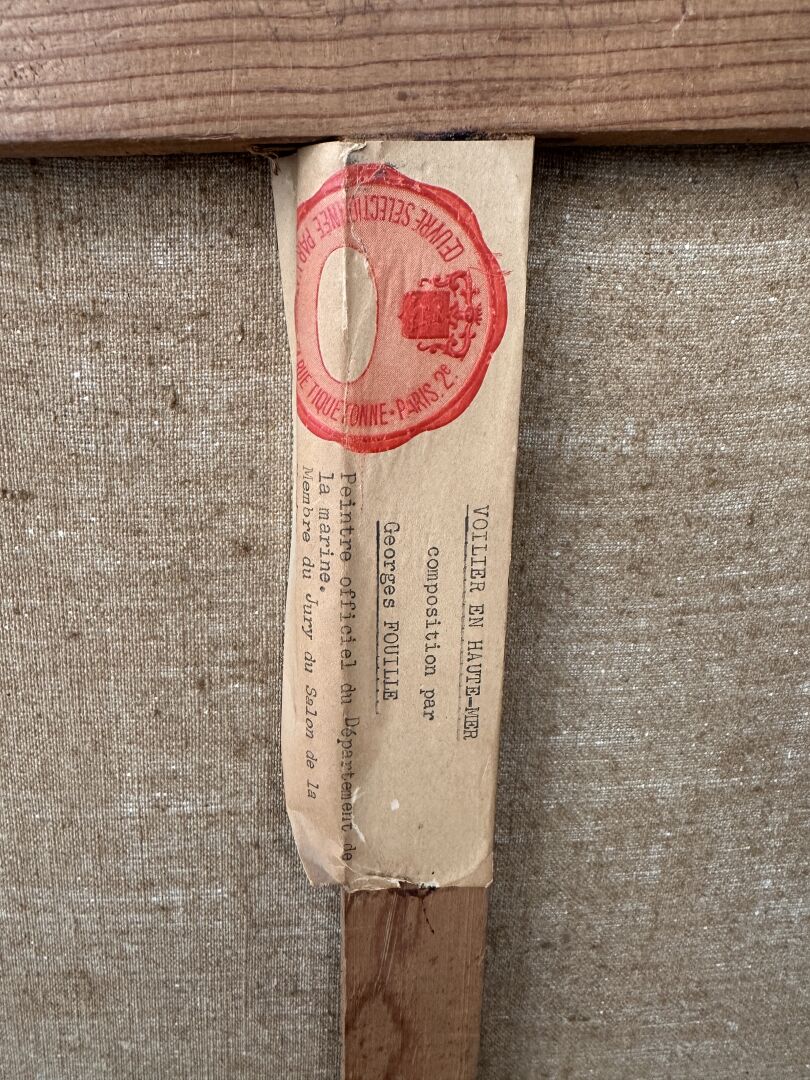 ŒUVRE SELECTIONNEE PAR
RUE TIQUETONNE • PARIS. 2e.
VOILIER EN HAUTE-MER
composition par
Georges FOUILLE
Peintre officiel du Département de
la marine.
Membre du Jury du Salon de la